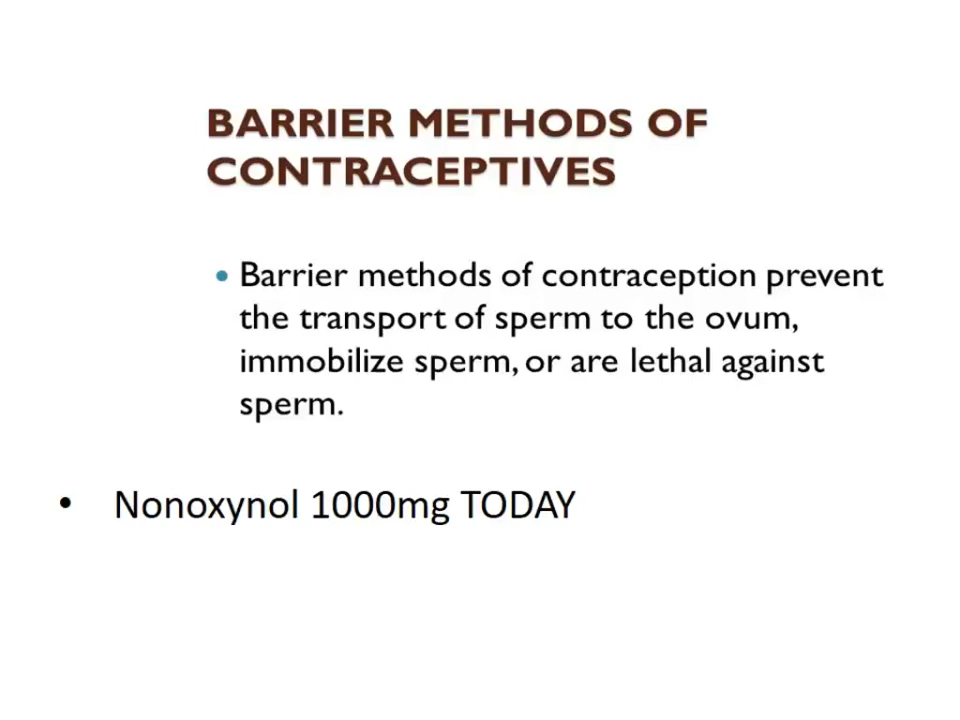 BARRIER METHODS OF
CONTRACEPTIVES
• Barrier methods of contraception prevent
the transport of sperm to the ovum,
immobilize sperm, or are lethal against
sperm.
• Nonoxynol 1000mg TODAY